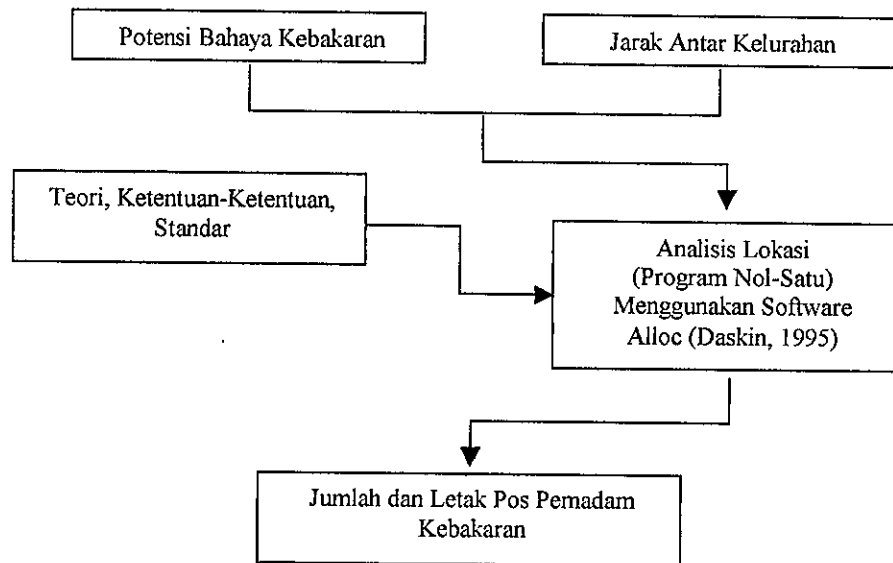 Potensi Bahaya Kebakaran
Jarak Antar Kelurahan
Teori, Ketentuan-Ketentuan,
Standar
Analisis Lokasi
(Program Nol-Satu)
Menggunakan Software
Alloc (Daskin, 1995)
Jumlah dan Letak Pos Pemadam
Kebakaran